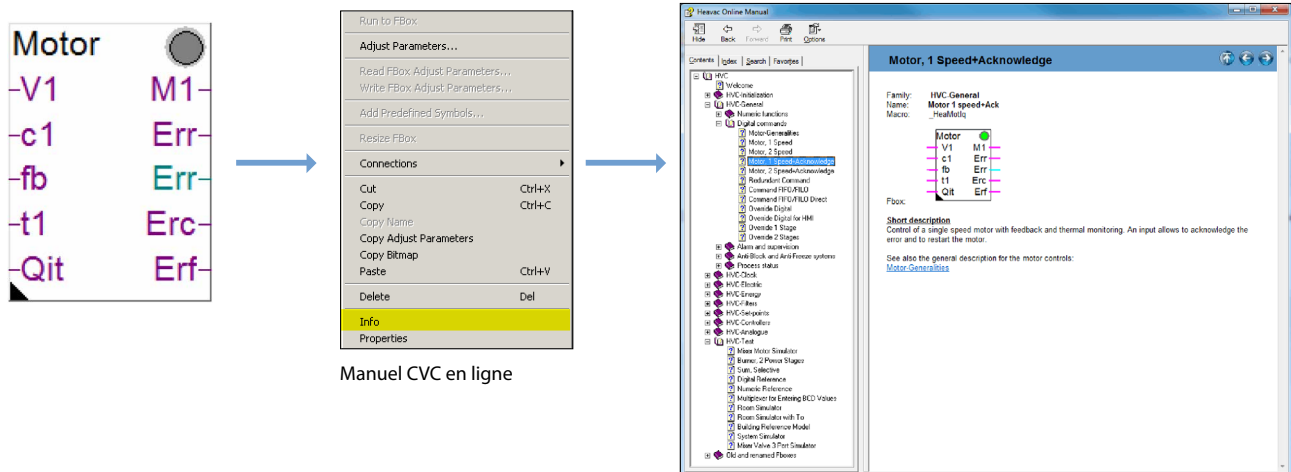 Motor
V1 M1
c1 Err
fb Err
t1 Erc
Qit Erf
Run to FBox
Adjust Parameters...
Read FBox Adjust Parameters...
Write FBox Adjust Parameters...
Add Predefined Symbols...
Resize FBox
Connections
Cut Ctrl+X
Copy Ctrl+C
Copy Name
Copy Adjust Parameters
Copy Bitmap
Paste Ctrl+V
Delete Del
Info
Properties
Manuel CVC en ligne
Heavac Online Manual
Hide Back Forward Print Options
Contents Index Search Favorites
HVC
Welcome
HVC-Initialization
HVC-General
Numeric functions
Digital commands
Motor-Generalities
Motor, 1 Speed
Motor, 2 Speed
Motor, 1 Speed+Acknowledge
Motor, 2 Speed+Acknowledge
Redundant Command
Command FIFO/FILO
Command FIFO/FILO Direct
Override Digital
Override Digital for HMI
Override 1 Stage
Override 2 Stages
Alarm and supervision
Anti-Block and Anti-Freeze systems
Process status
HVC-Clock
HVC-Electric
HVC-Energy
HVC-Filters
HVC-Set-points
HVC-Controllers
HVC-Analogue
HVC-Test
Mixer Motor Simulator
Burner, 2 Power Stages
Sum, Selective
Digital Reference
Numeric Reference
Multiplexer for Entering BCD Values
Room Simulator
Room Simulator with To
Building Reference Model
System Simulator
Mixer Valve 3 Port Simulator
Old and renamed Fboxes
Motor, 1 Speed+Acknowledge
Family: HVC-General
Name: Motor 1 speed+Ack
Macro: _HeaMotIq
Motor
V1 M1
c1 Err
fb Err
t1 Erc
Qit Erf
Fbox:
Short description
Control of a single speed motor with feedback and thermal monitoring. An input allows to acknowledge the
error and to restart the motor.
See also the general description for the motor controls:
Motor-Generalities